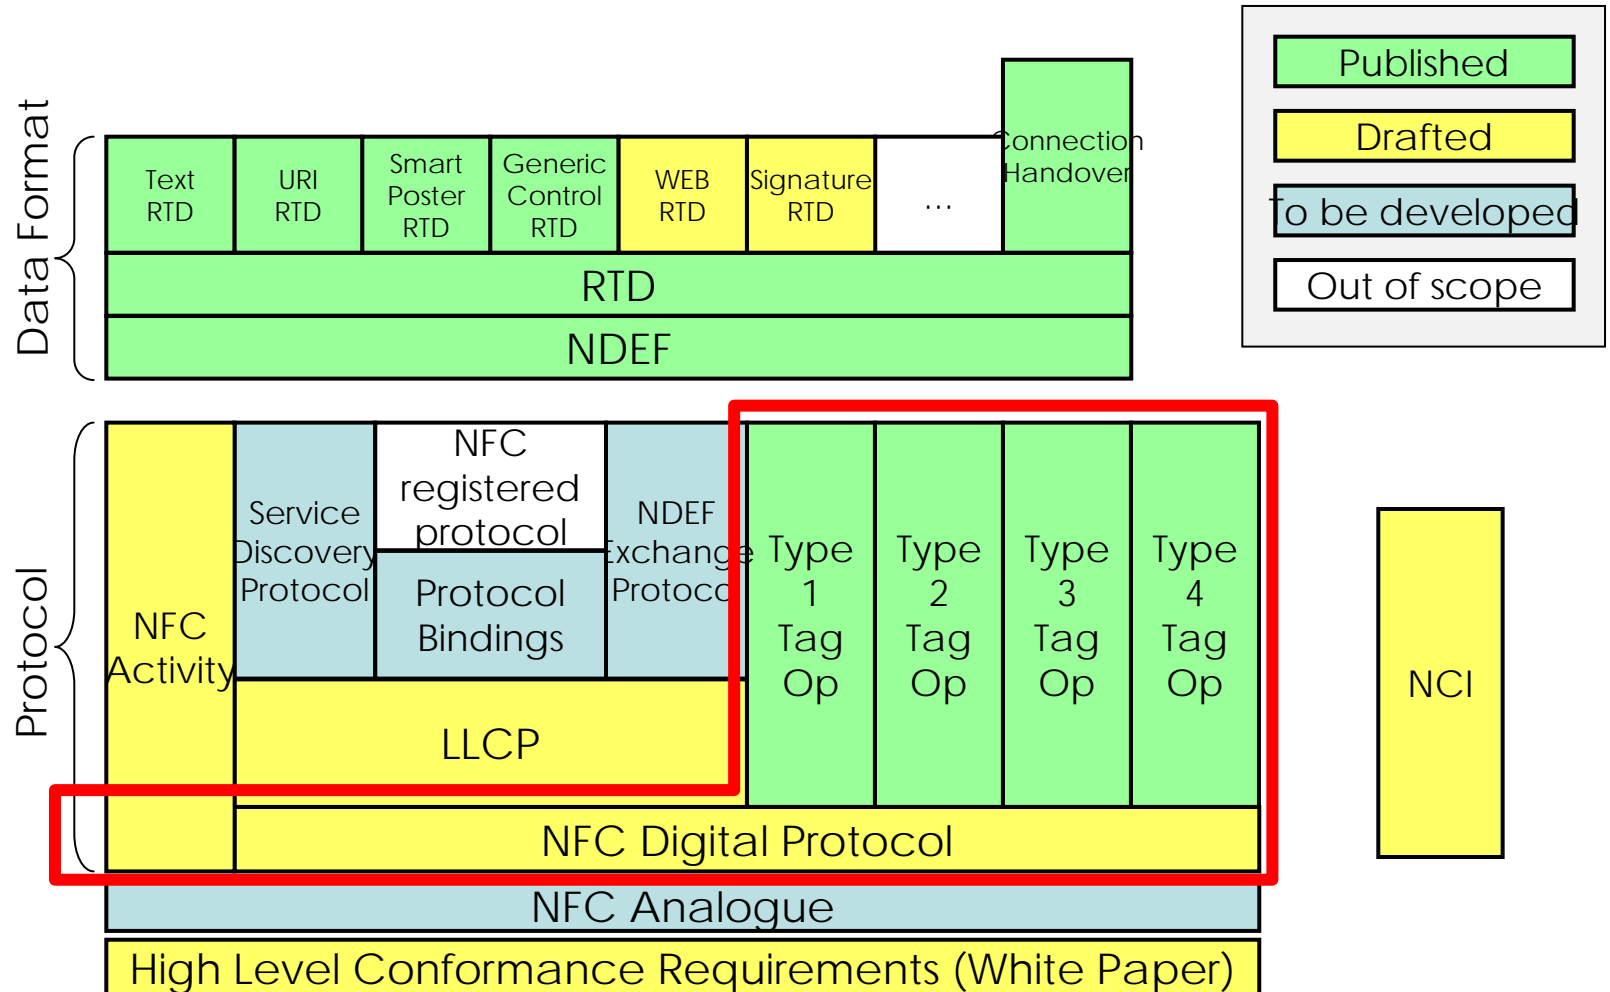 Published
Drafted
To be developed
Out of scope
Data Format
Text
RTD
URI
RTD
Smart
Poster
RTD
Generic
Control
RTD
WEB
RTD
Signature
RTD
...
Connection
Handover
RTD
NDEF
Protocol
NFC
Activity
Service
Discovery
Protocol
NFC
registered
protocol
Protocol
Bindings
NDEF
Exchange
Protocol
LLCP
Type
1
Tag
Op
Type
2
Tag
Op
Type
3
Tag
Op
Type
4
Tag
Op
NFC Digital Protocol
NFC Analogue
High Level Conformance Requirements (White Paper)
NCI